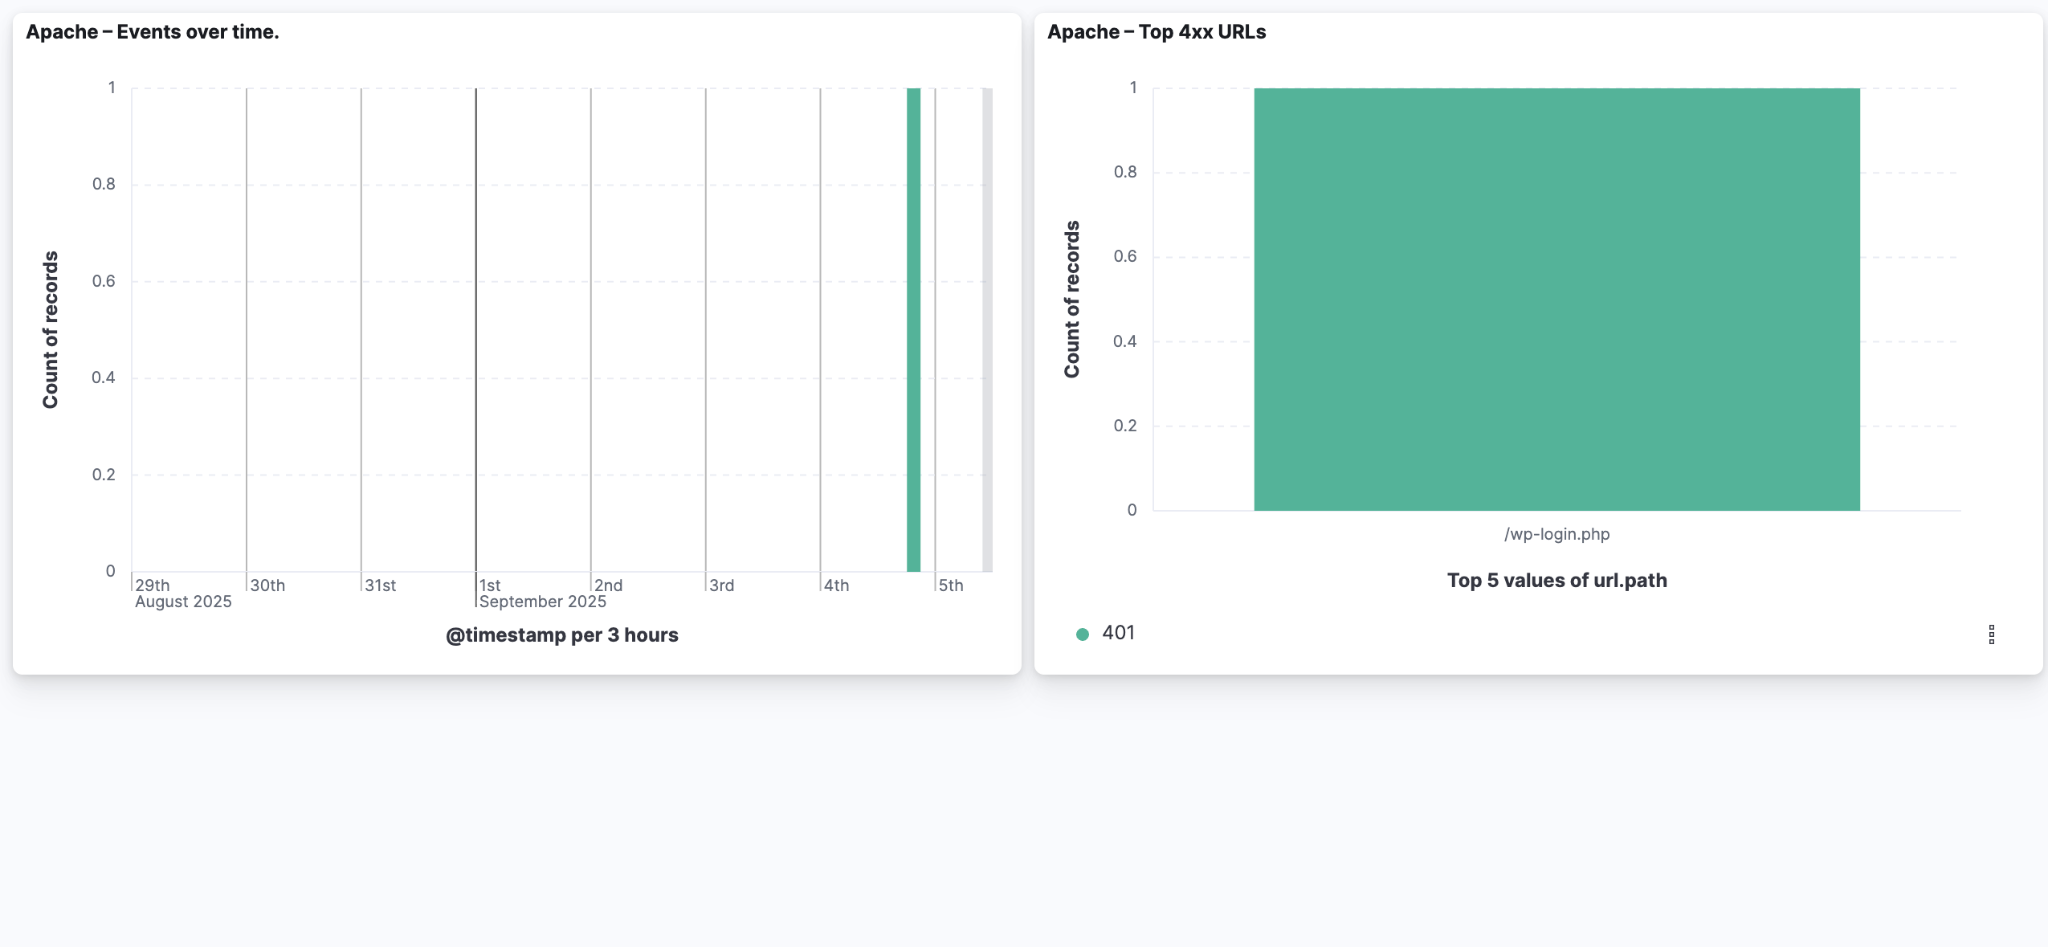 Apache – Events over time.
Count of records
1
0.8
0.6
0.4
0.2
0
29th
30th
31st
1st
2nd
3rd
4th
5th
August 2025
September 2025
@timestamp per 3 hours
Apache – Top 4xx URLs
Count of records
1
0.8
0.6
0.4
0.2
0
/wp-login.php
Top 5 values of url.path
401